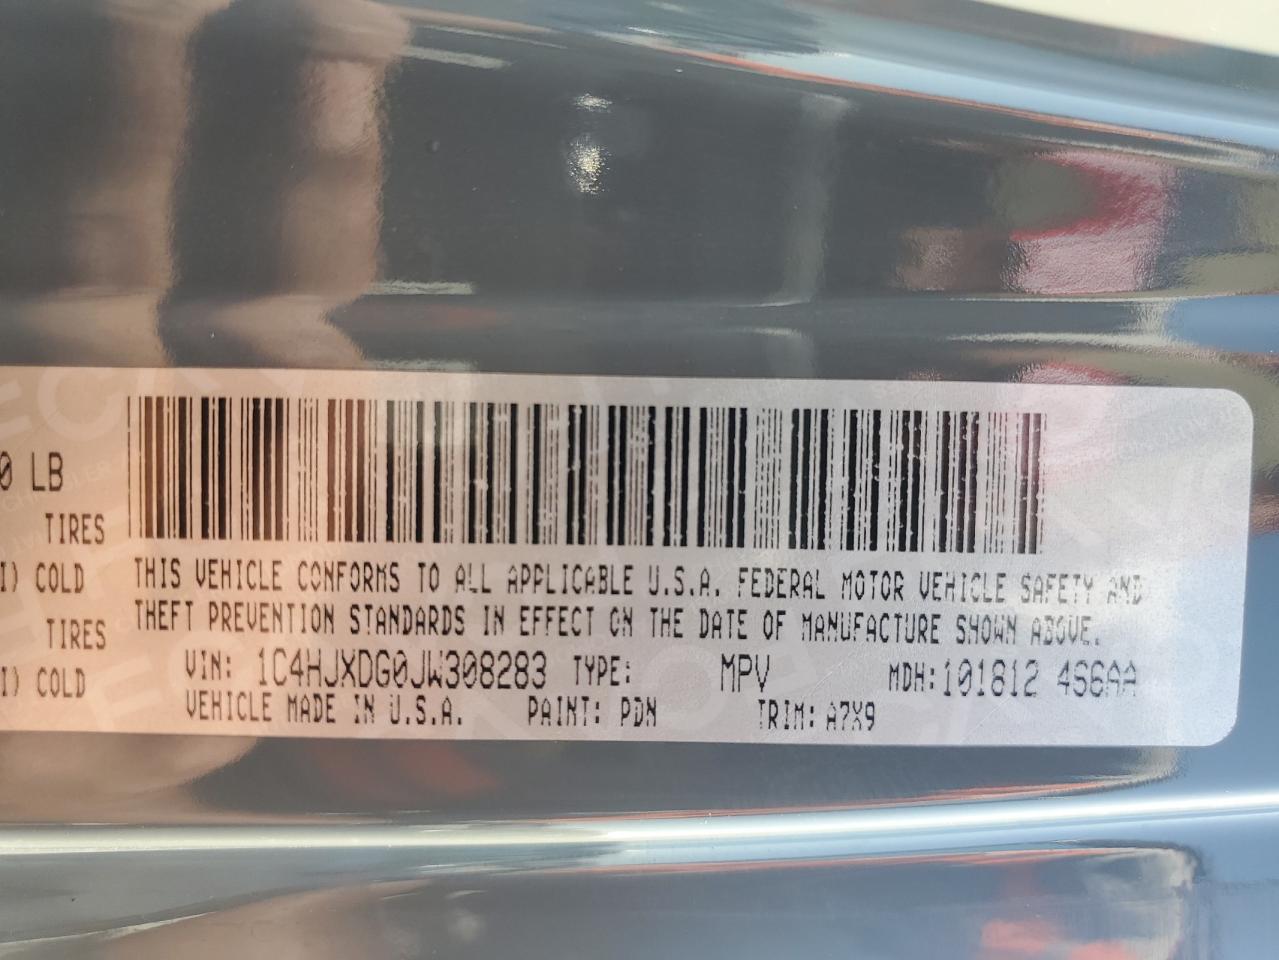 0 LB
TIRES
I) COLD
TIRES
I) COLD
THIS VEHICLE CONFORMS TO ALL APPLICABLE U.S.A. FEDERAL MOTOR VEHICLE SAFETY AND
THEFT PREVENTION STANDARDS IN EFFECT ON THE DATE OF MANUFACTURE SHOWN ABOVE.
VIN: 1C4HJXDG0JW308283 TYPE: MPV MDH:101812 4S6AA
VEHICLE MADE IN U.S.A. PAINT: PDN TRIM: A7X9